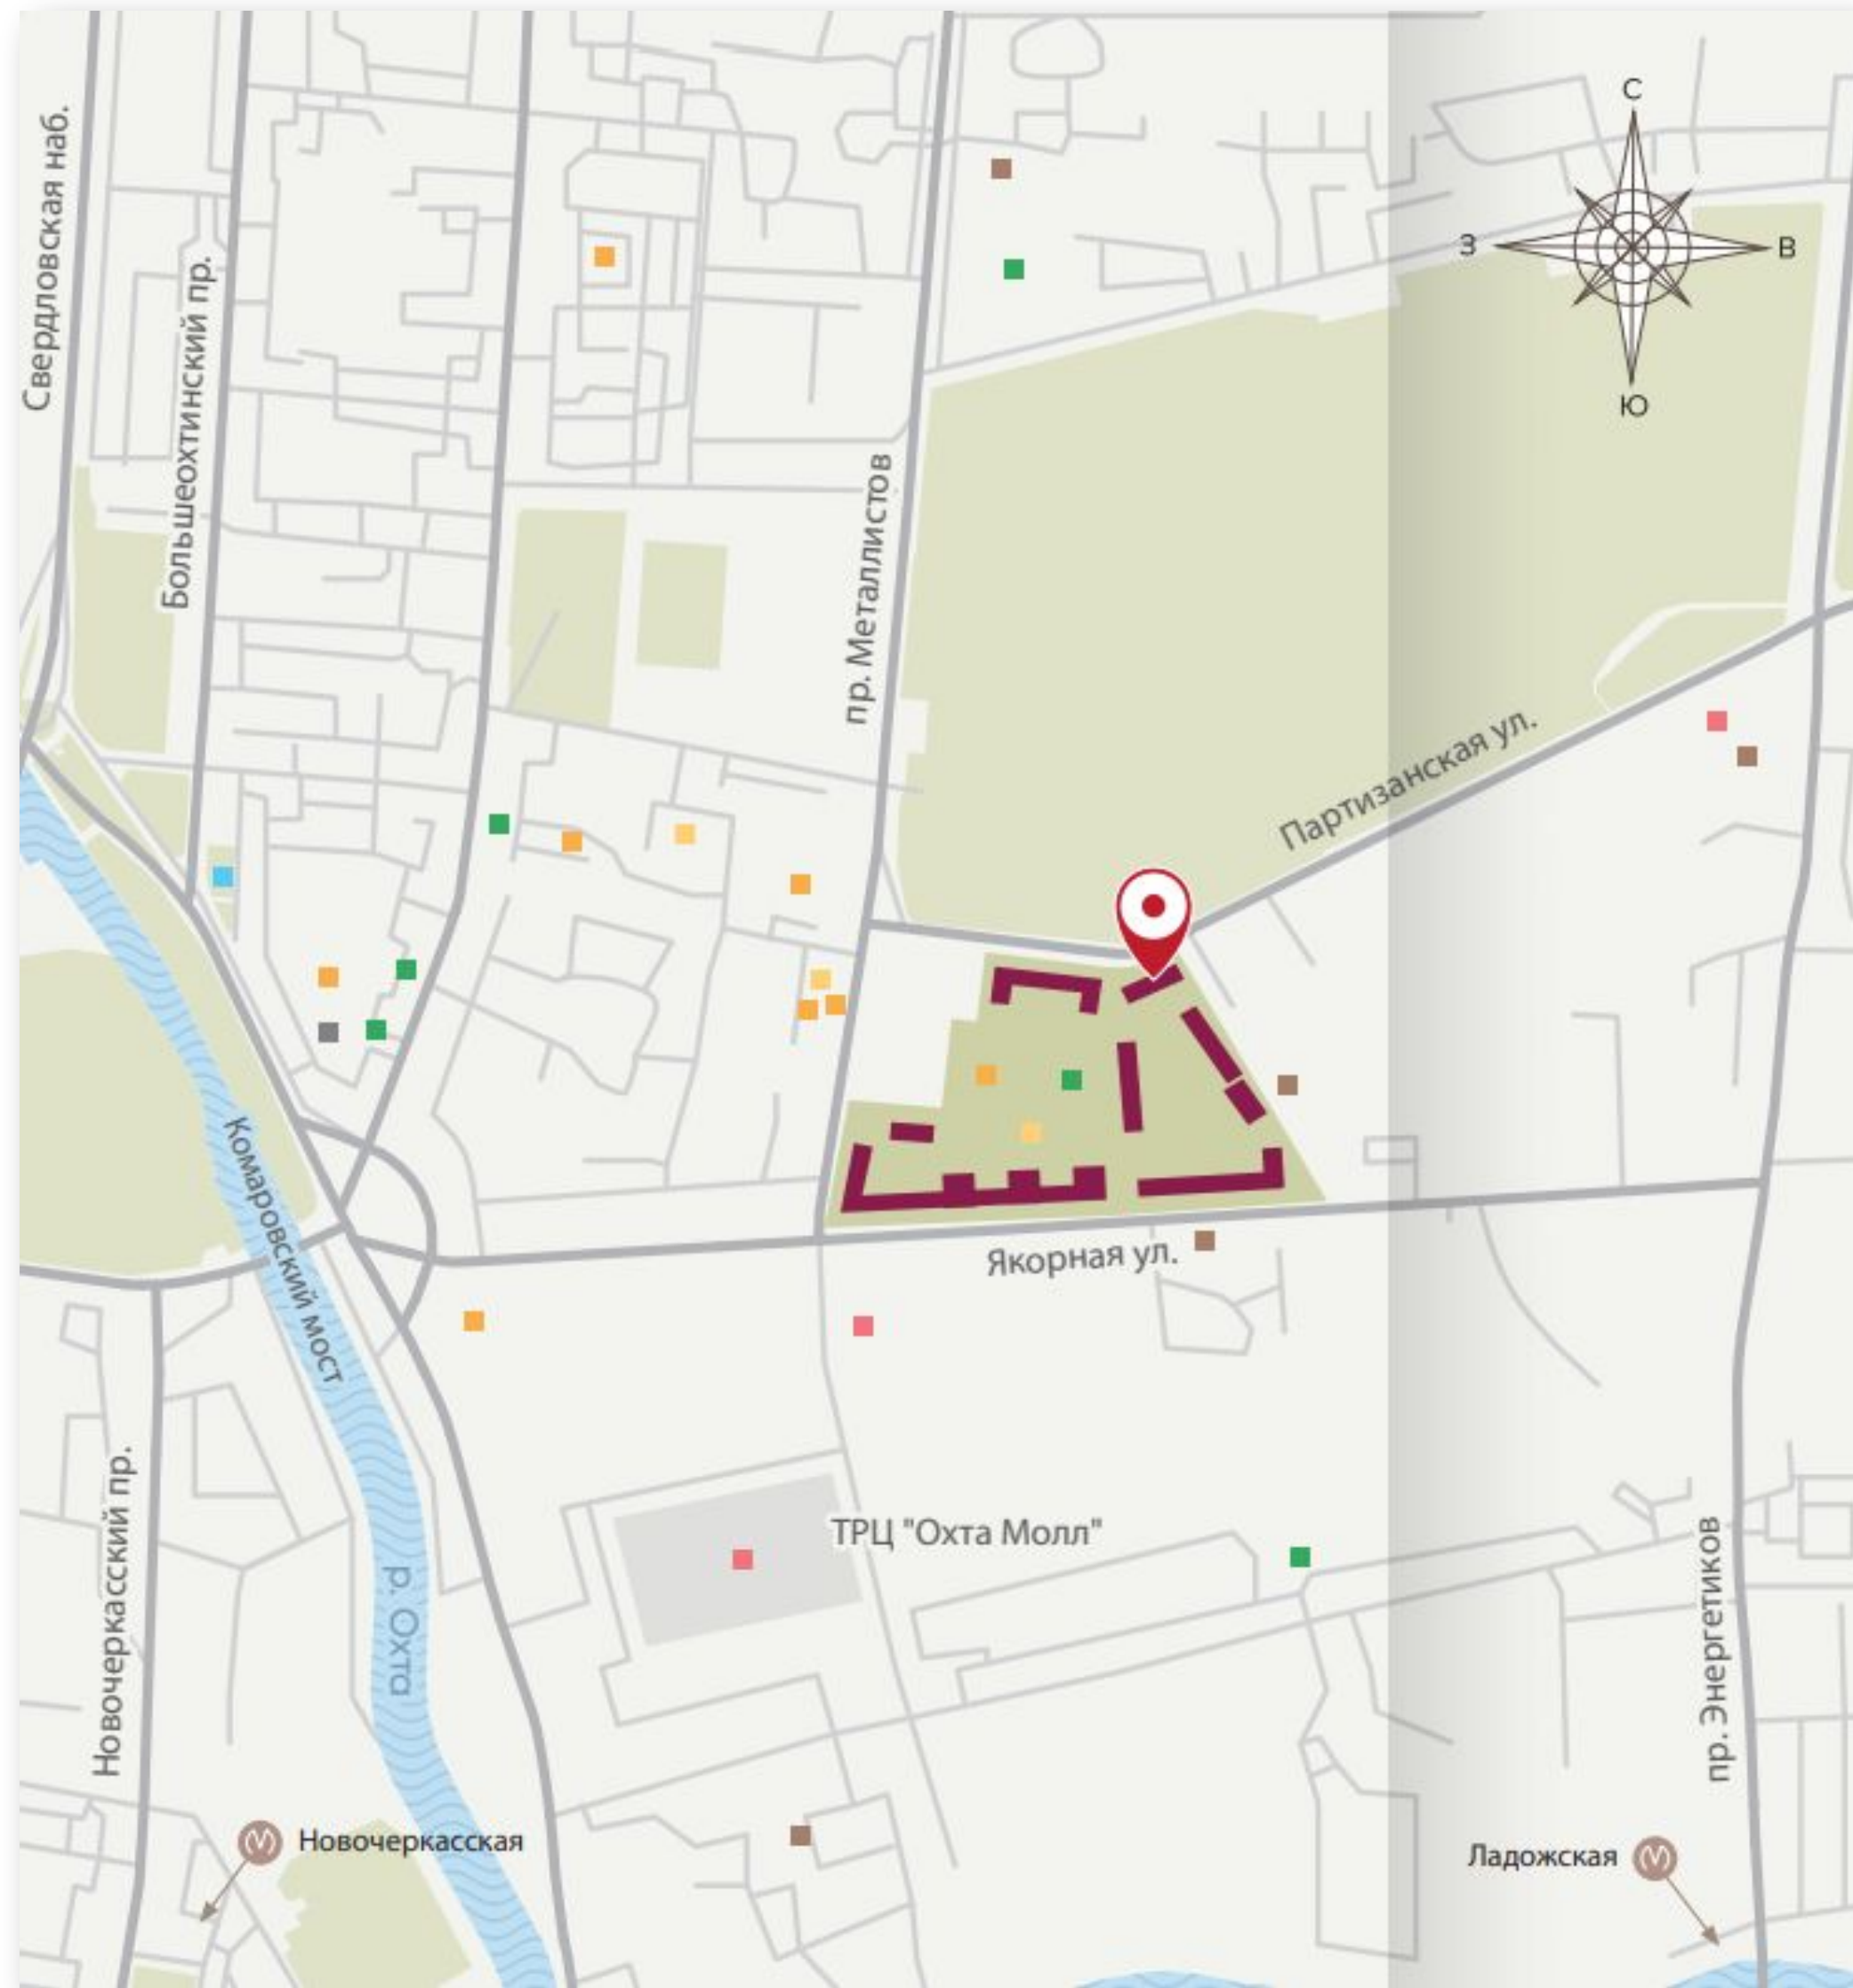 С
З
В
Ю
Свердловская наб.
Большеохтинский пр.
пр. Металлистов
Партизанская ул.
Комаровский мост
Якорная ул.
Новочеркасский пр.
р. Охта
ТРЦ "Охта Молл"
пр. Энергетиков
Новочеркасская
Ладожская